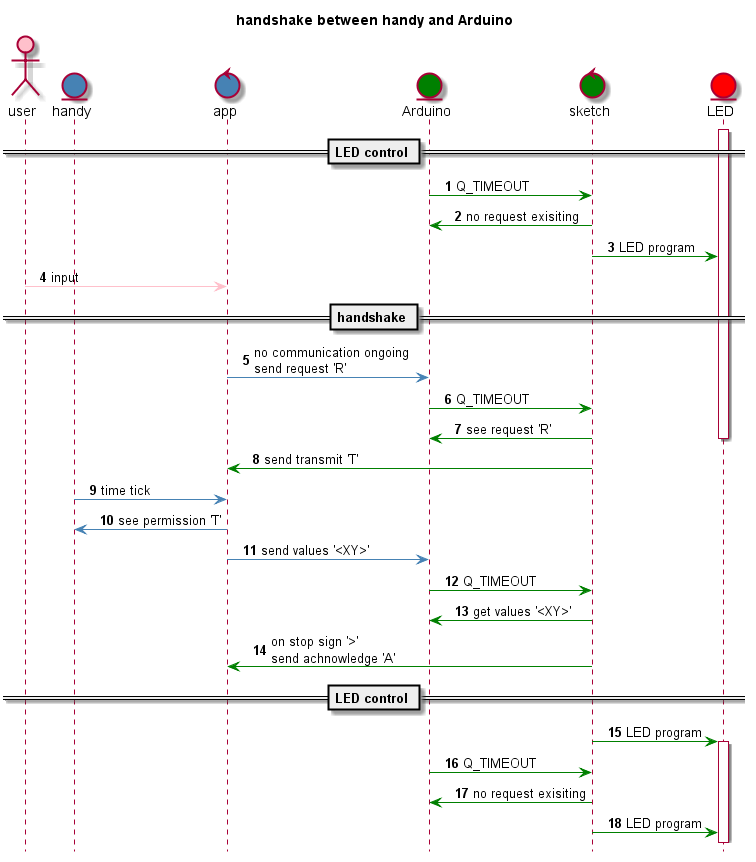 handshake between handy and Arduino
user handy app Arduino sketch LED
LED control
1 Q_TIMEOUT
2 no request exisiting
3 LED program
4 input
handshake
5 no communication ongoing
send request 'R'
6 Q_TIMEOUT
7 see request 'R'
8 send transmit 'T'
9 time tick
10 see permission 'T'
11 send values '<XY>'
12 Q_TIMEOUT
13 get values '<XY>'
14 on stop sign '>'
send achnowledge 'A'
LED control
15 LED program
16 Q_TIMEOUT
17 no request exisiting
18 LED program